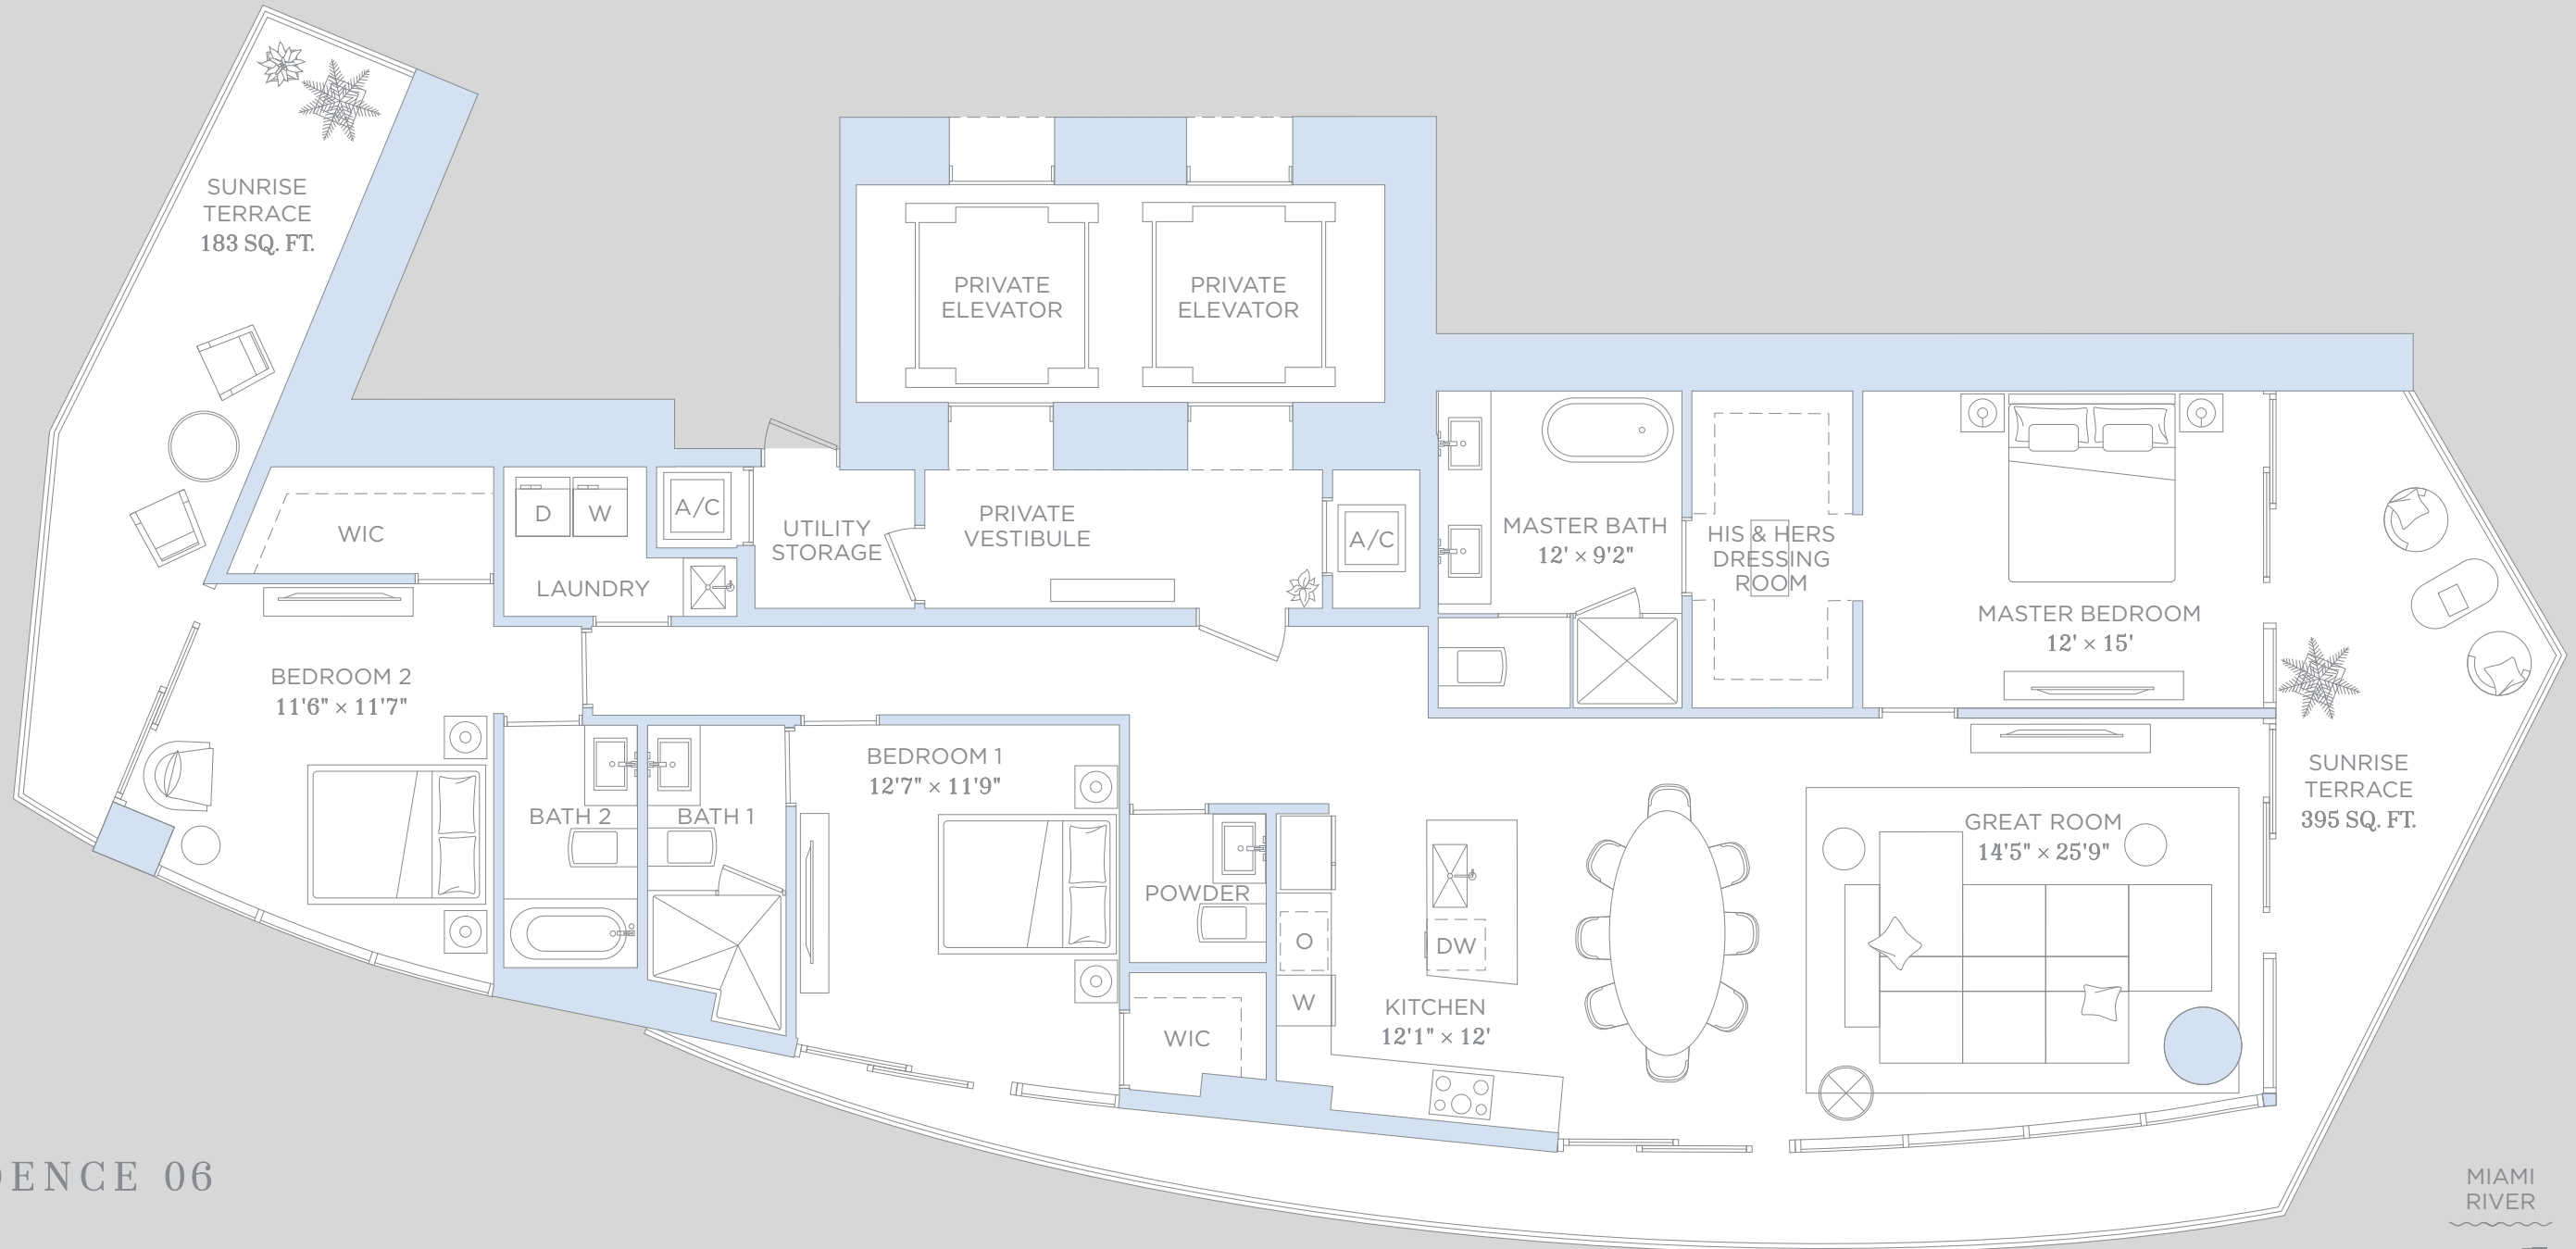 SUNRISE
TERRACE
183 SQ. FT.
PRIVATE
ELEVATOR
PRIVATE
ELEVATOR
WIC
D
W
A/C
LAUNDRY
UTILITY
STORAGE
PRIVATE
VESTIBULE
A/C
MASTER BATH
12' × 9'2"
HIS & HERS
DRESSING
ROOM
MASTER BEDROOM
12' × 15'
BEDROOM 2
11'6" × 11'7"
BATH 2
BATH 1
BEDROOM 1
12'7" × 11'9"
POWDER
WIC
O
W
DW
KITCHEN
12'1" × 12'
GREAT ROOM
14'5" × 25'9"
SUNRISE
TERRACE
395 SQ. FT.
DENCE 06
MIAMI
RIVER